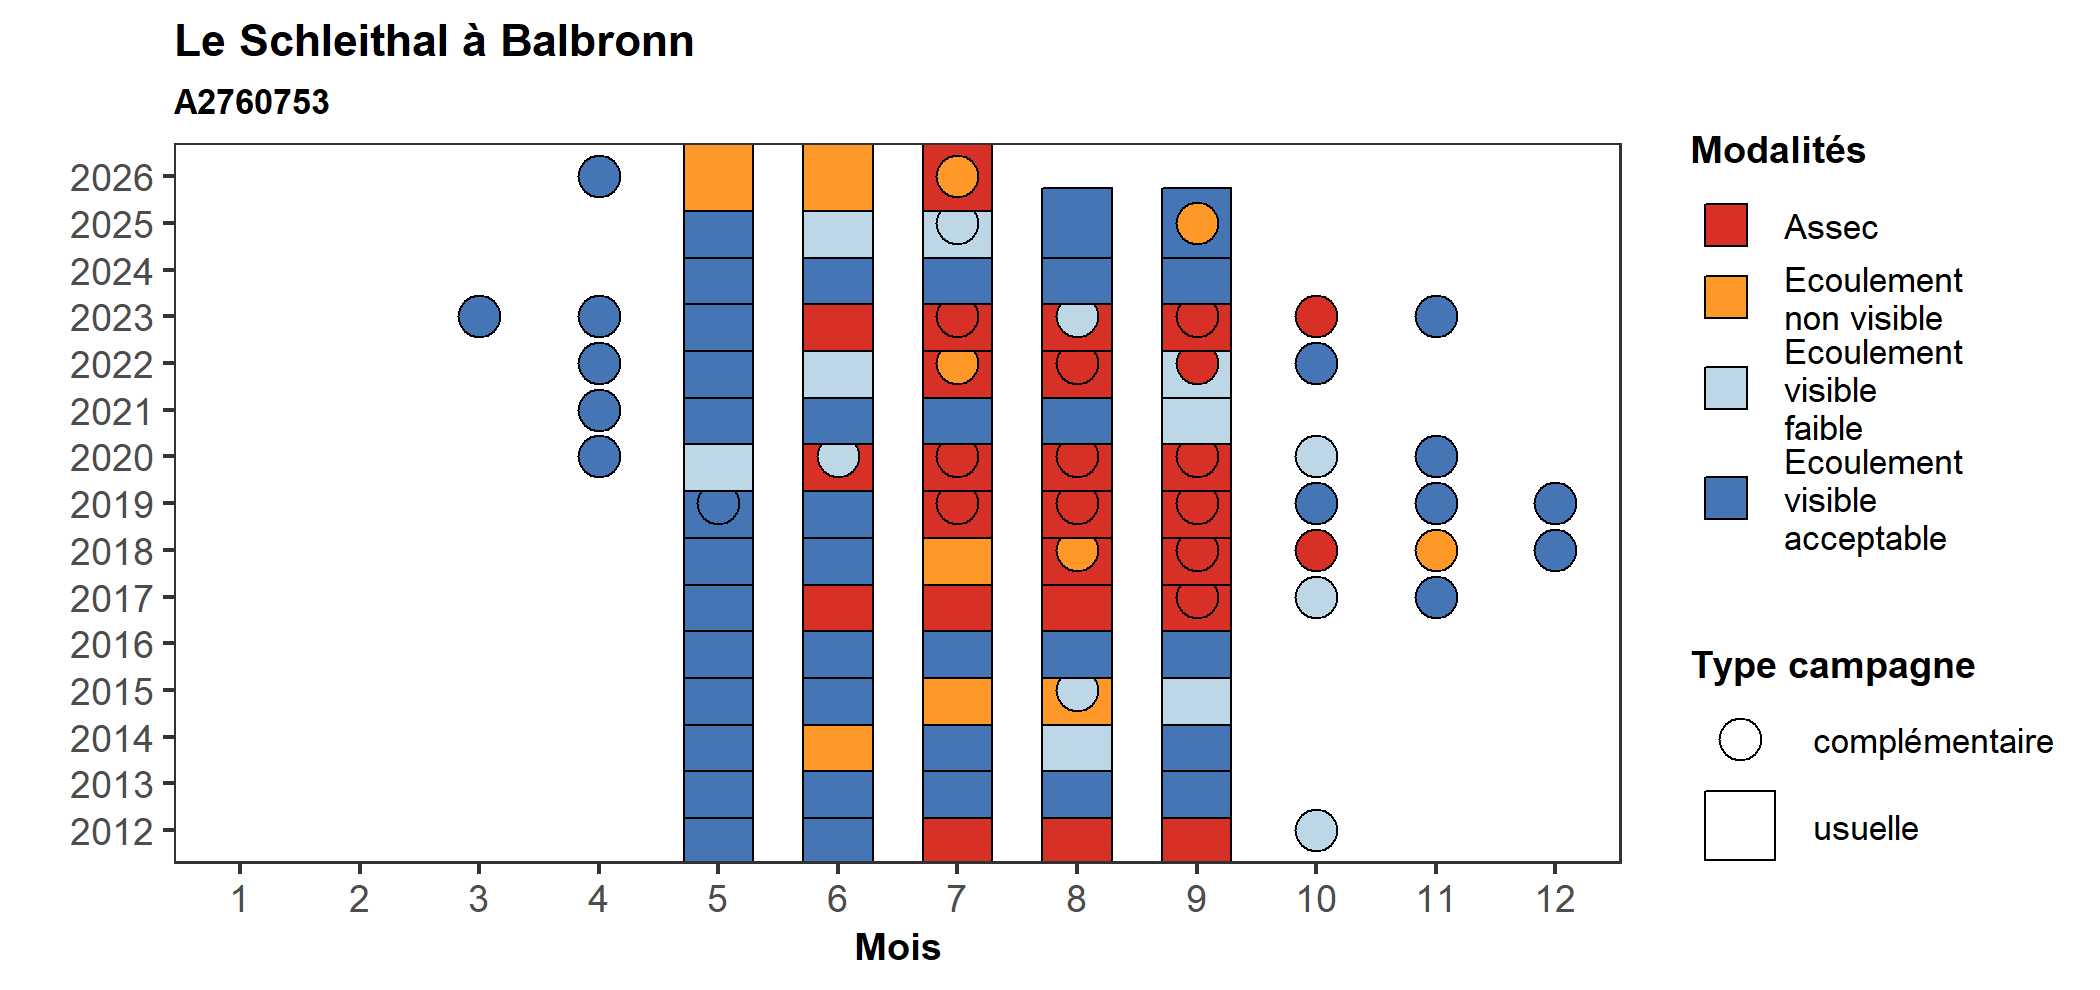 Le Schleithal à Balbronn
A2760753
2026
2025
2024
2023
2022
2021
2020
2019
2018
2017
2016
2015
2014
2013
2012
1 2 3 4 5 6 7 8 9 10 11 12
Mois
Modalités
Assec
Ecoulement
non visible
Ecoulement
visible
faible
Ecoulement
visible
acceptable
Type campagne
complémentaire
usuelle